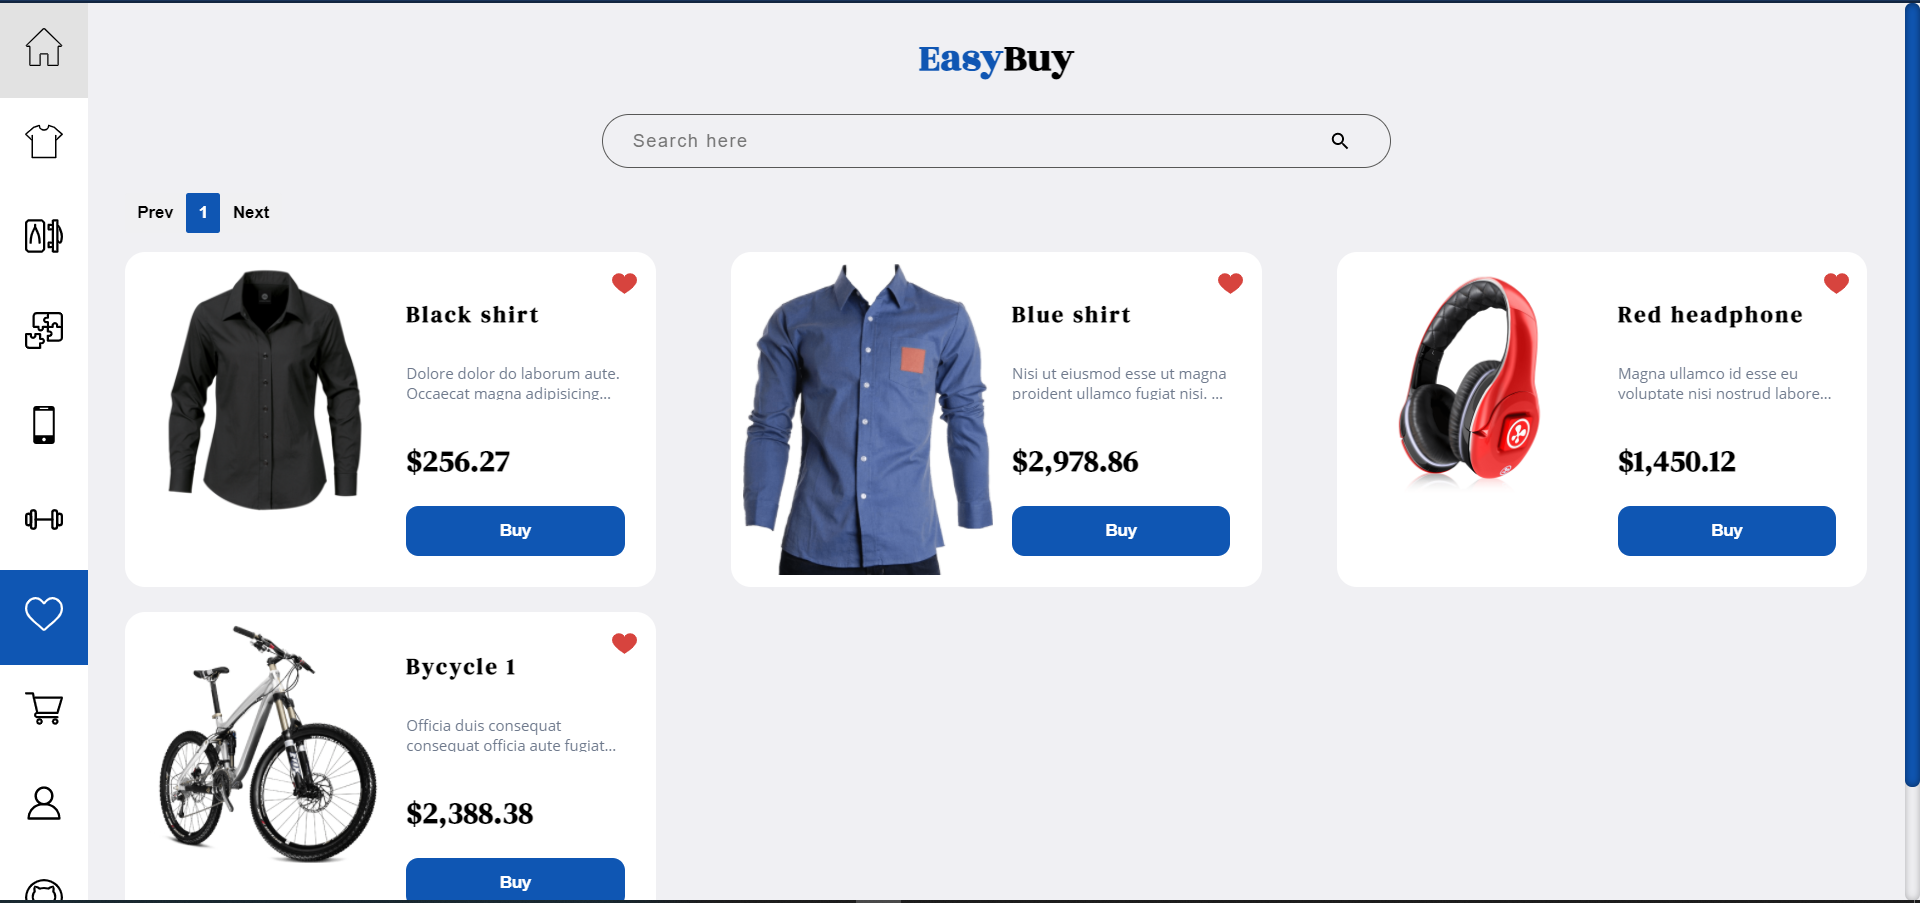 EasyBuy
Search here
Prev 1 Next
Black shirt
Dolore dolor do laborum aute.
Occaecat magna adipisicing...
$256.27
Buy
Blue shirt
Nisi ut eiusmod esse ut magna
proident ullamco fugiat nisi. ...
$2,978.86
Buy
Red headphone
Magna ullamco id esse eu
voluptate nisi nostrud labore...
$1,450.12
Buy
Bycycle 1
Officia duis consequat
consequat officia aute fugiat...
$2,388.38
Buy